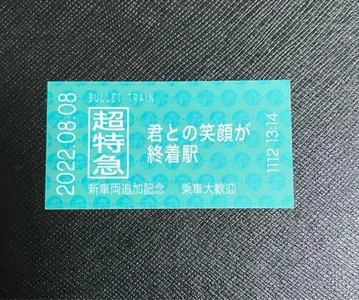 2022.08.08
BULLET TRAIN
超特急
君との笑顔が
終着駅
新車両追加記念　乗車大歓迎
1112 13:14